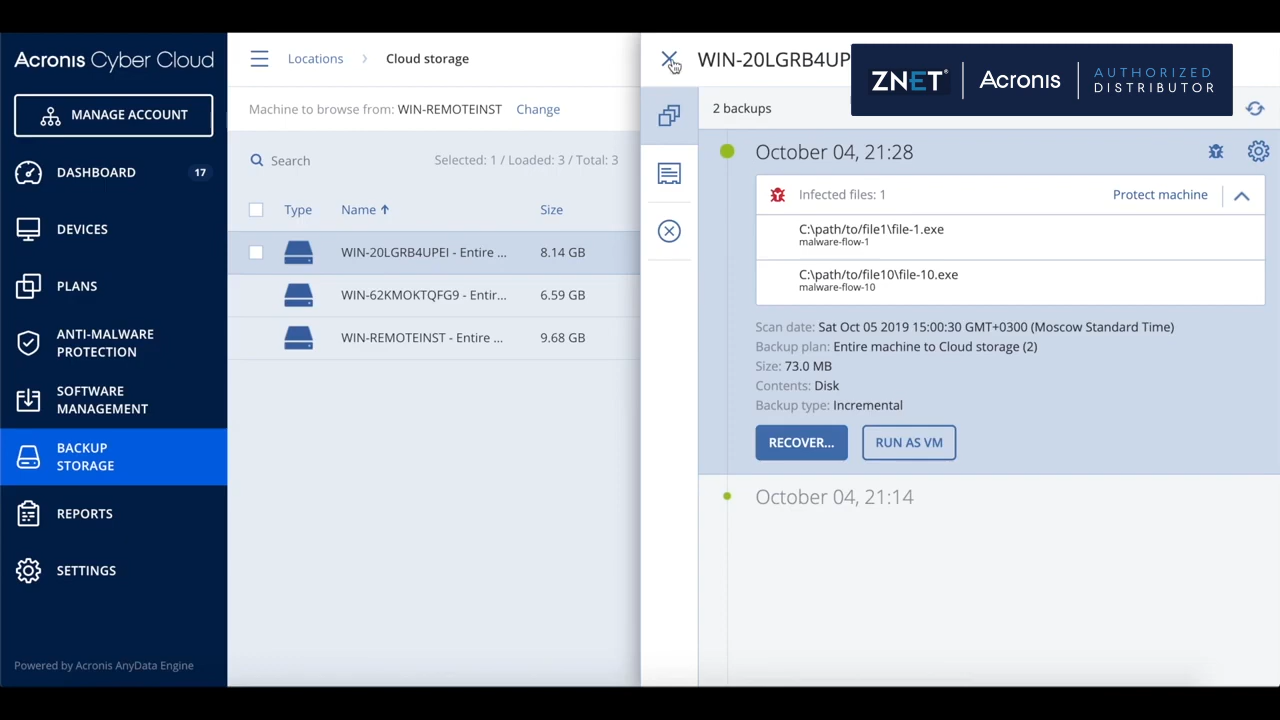 Acronis Cyber Cloud
MANAGE ACCOUNT
DASHBOARD
17
DEVICES
PLANS
ANTI-MALWARE
PROTECTION
SOFTWARE
MANAGEMENT
BACKUP
STORAGE
REPORTS
SETTINGS
Powered by Acronis AnyData Engine
Locations
Cloud storage
Machine to browse from: WIN-REMOTEINST Change
Search
Selected: 1 / Loaded: 3 / Total: 3
Type Name Size
WIN-20LGRB4UPEI - Entire ... 8.14 GB
WIN-62KMOKTQFG9 - Entir... 6.59 GB
WIN-REMOTEINST - Entire ... 9.68 GB
WIN-20LGRB4UP
ZNET® Acronis AUTHORIZED
DISTRIBUTOR
2 backups
October 04, 21:28
Infected files: 1 Protect machine
C:\path/to/file1\file-1.exe
malware-flow-1
C:\path/to/file10\file-10.exe
malware-flow-10
Scan date: Sat Oct 05 2019 15:00:30 GMT+0300 (Moscow Standard Time)
Backup plan: Entire machine to Cloud storage (2)
Size: 73.0 MB
Contents: Disk
Backup type: Incremental
RECOVER... RUN AS VM
October 04, 21:14